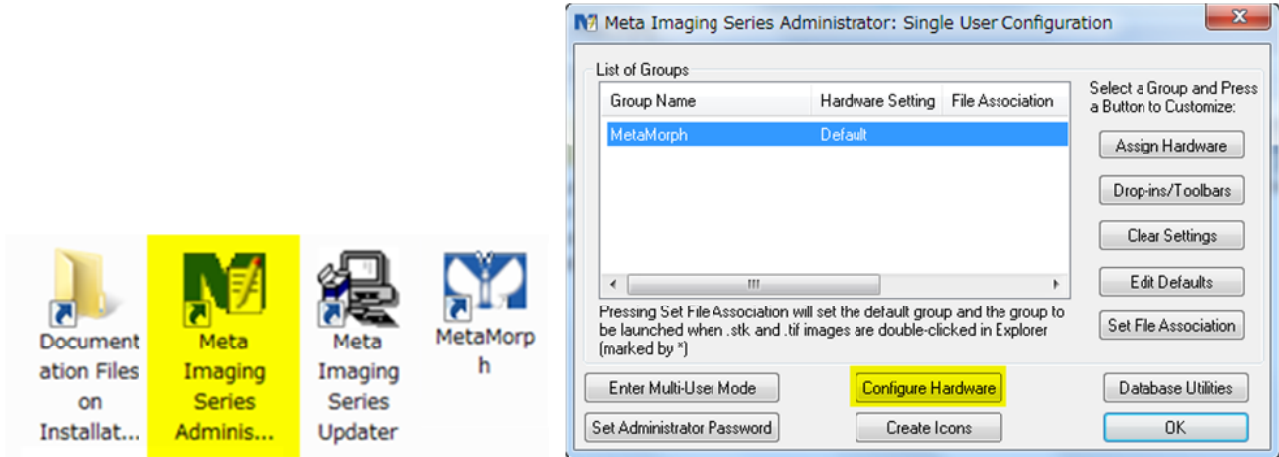 Document
ation Files
on
Installat...
Meta
Imaging
Series
Adminis...
Meta
Imaging
Series
Updater
MetaMorp
h
Meta Imaging Series Administrator: Single User Configuration
List of Groups
Group Name Hardware Setting File Association
MetaMorph Default
Select a Group and Press
a Button to Customize:
Assign Hardware
Drop-ins/Toolbars
Clear Settings
Edit Defaults
Set File Association
Pressing Set File Association will set the default group and the group to
be launched when .stk and .tif images are double-clicked in Explorer
(marked by *)
Enter Multi-User Mode Configure Hardware Database Utilities
Set Administrator Password Create Icons OK